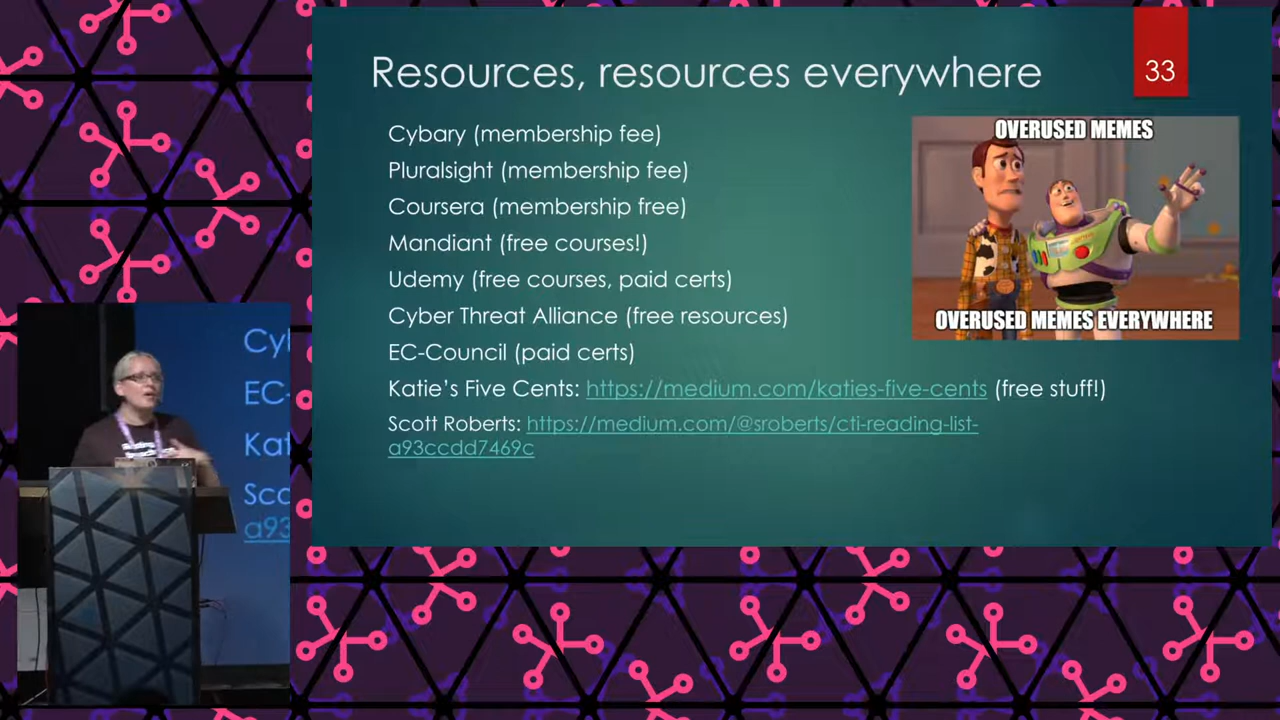 Resources, resources everywhere
33
Cybary (membership fee)
Pluralsight (membership fee)
Coursera (membership free)
Mandiant (free courses!)
Udemy (free courses, paid certs)
Cyber Threat Alliance (free resources)
EC-Council (paid certs)
Katie's Five Cents: https://medium.com/katies-five-cents (free stuff!)
Scott Roberts: https://medium.com/@sroberts/cti-reading-list-
a93ccdd7469c
OVERUSED MEMES
OVERUSED MEMES EVERYWHERE
Cy
EC-
Kat
Sco
a93